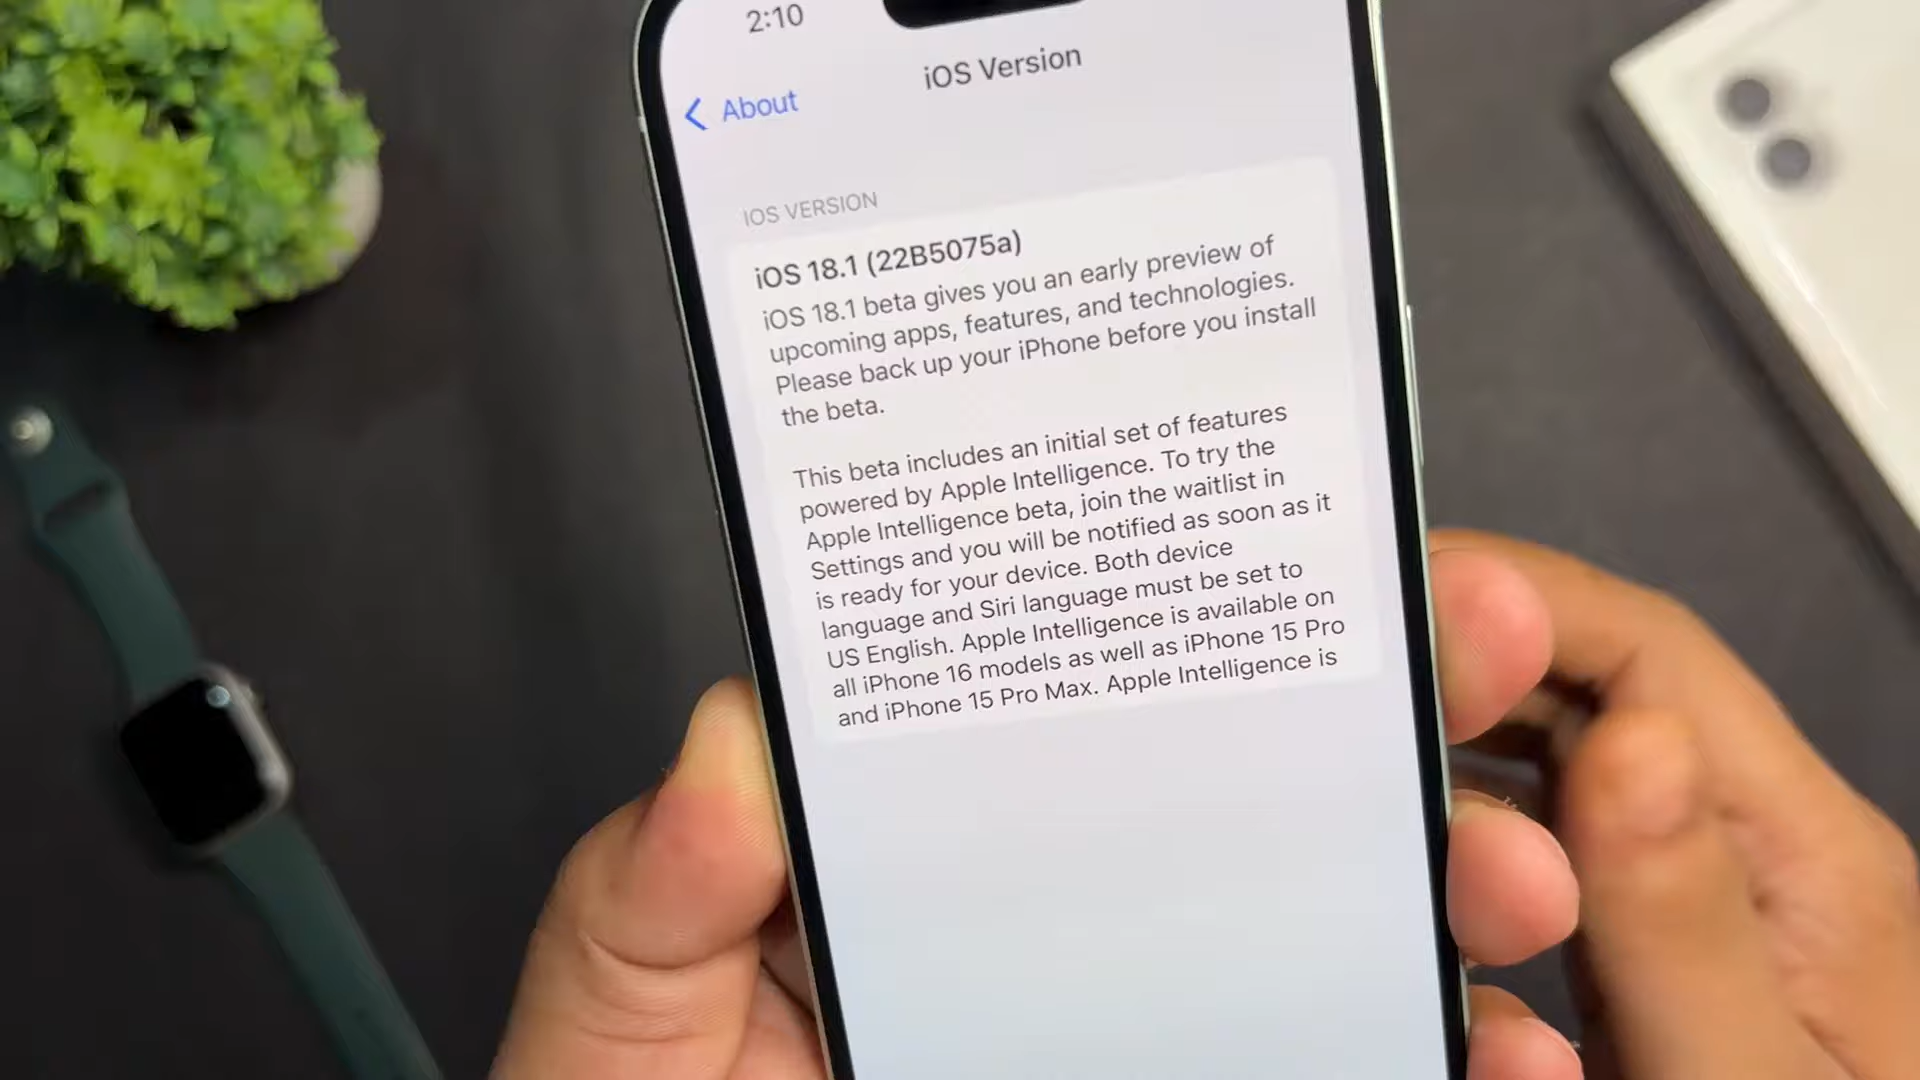 2:10
iOS Version
About
IOS VERSION
iOS 18.1 (22B5075a)
iOS 18.1 beta gives you an early preview of
upcoming apps, features, and technologies.
Please back up your iPhone before you install
the beta.
This beta includes an initial set of features
powered by Apple Intelligence. To try the
Apple Intelligence beta, join the waitlist in
Settings and you will be notified as soon as it
is ready for your device. Both device
language and Siri language must be set to
US English. Apple Intelligence is available on
all iPhone 16 models as well as iPhone 15 Pro
and iPhone 15 Pro Max. Apple Intelligence is